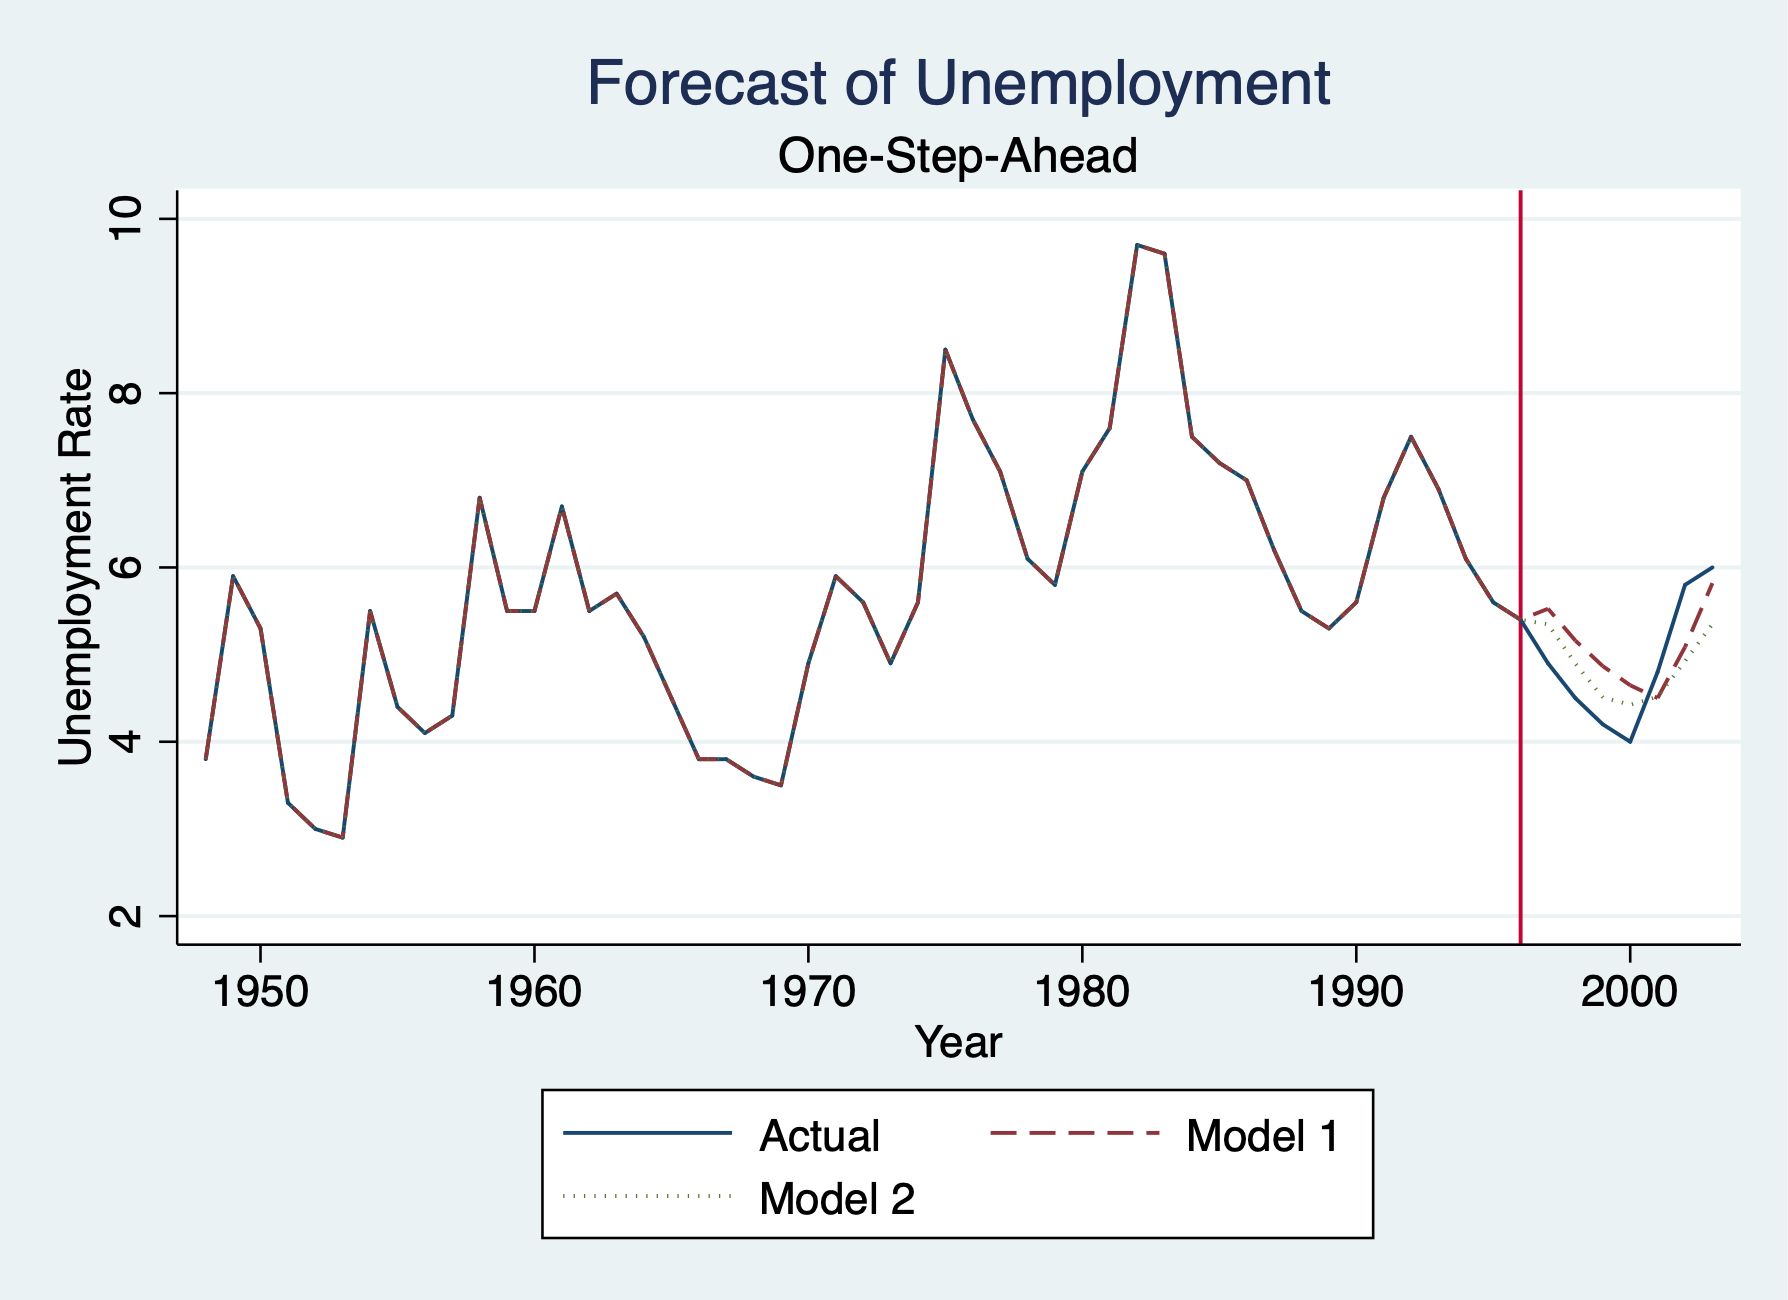 Forecast of Unemployment
One-Step-Ahead
Unemployment Rate
10
8
6
4
2
1950 1960 1970 1980 1990 2000
Year
Actual Model 1
Model 2